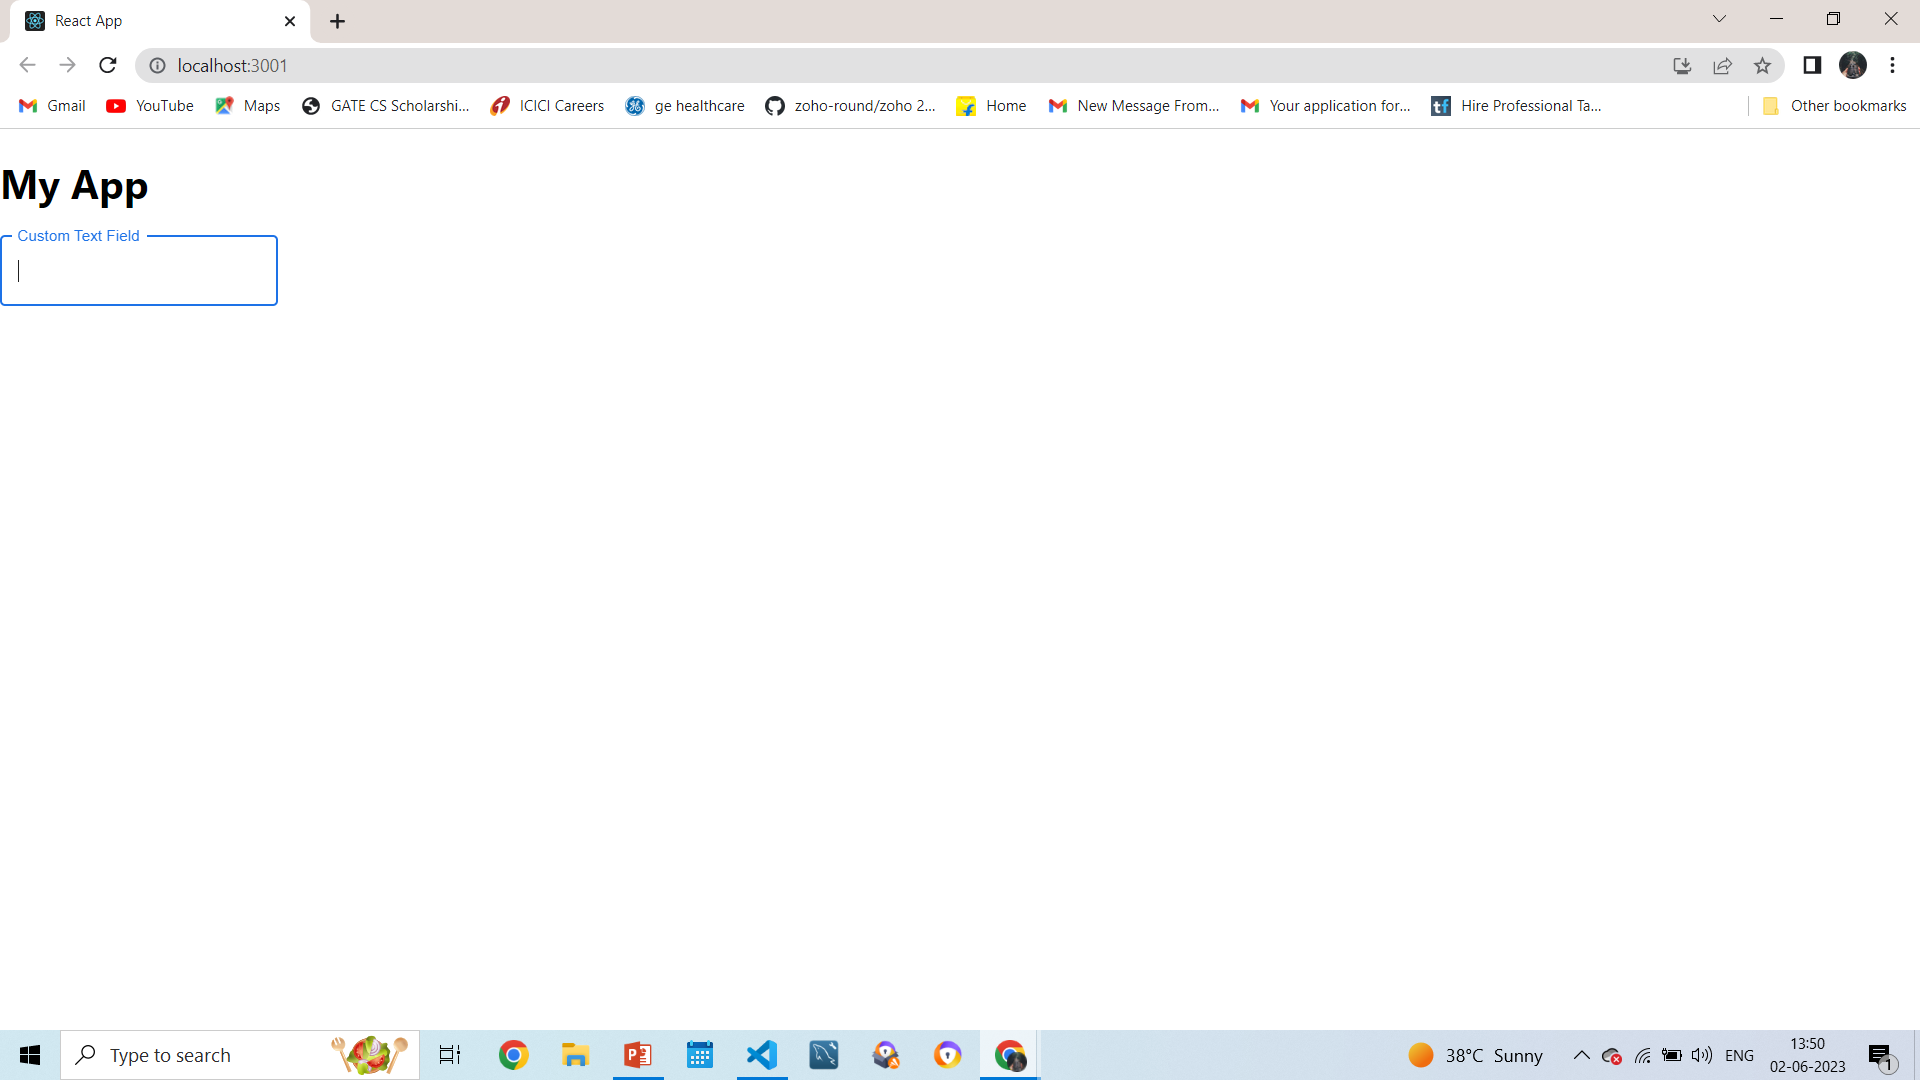 React App
localhost:3001
Gmail YouTube Maps GATE CS Scholarshi... ICICI Careers ge healthcare zoho-round/zoho 2... Home New Message From... Your application for... Hire Professional Ta... Other bookmarks
My App
Custom Text Field
Type to search
38°C Sunny
ENG
13:50
02-06-2023
1